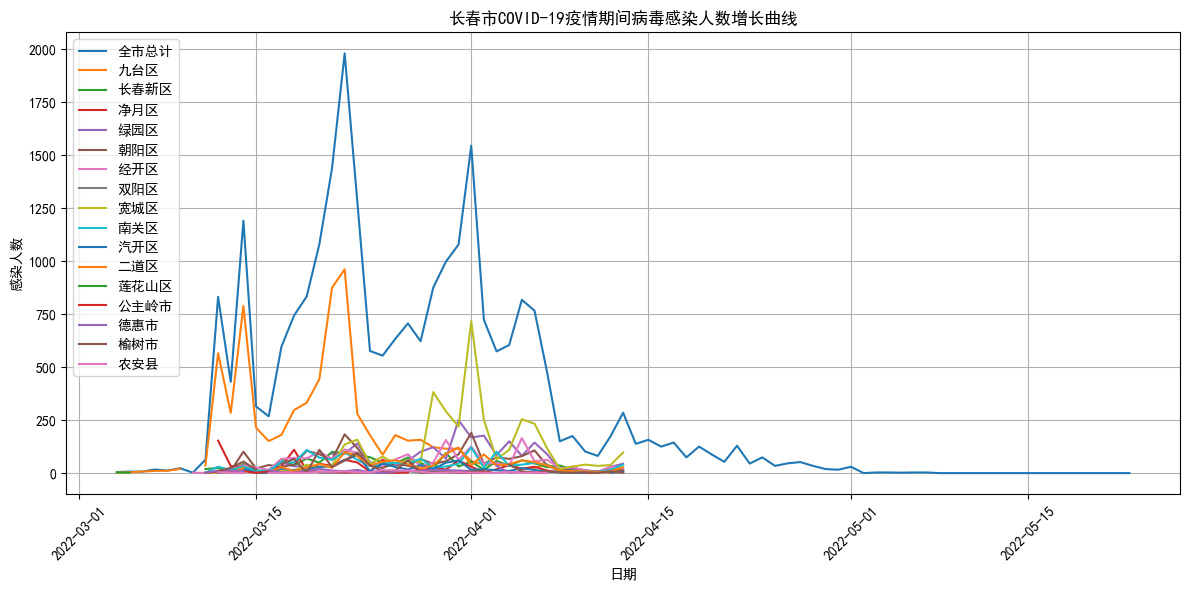 长春市COVID-19疫情期间病毒感染人数增长曲线
2000
1750
1500
1250
1000
750
500
250
0
感染人数
全市总计
九台区
长春新区
净月区
绿园区
朝阳区
经开区
双阳区
宽城区
南关区
汽开区
二道区
莲花山区
公主岭市
德惠市
榆树市
农安县
2022-03-01
2022-03-15
2022-04-01
2022-04-15
2022-05-01
2022-05-15
日期